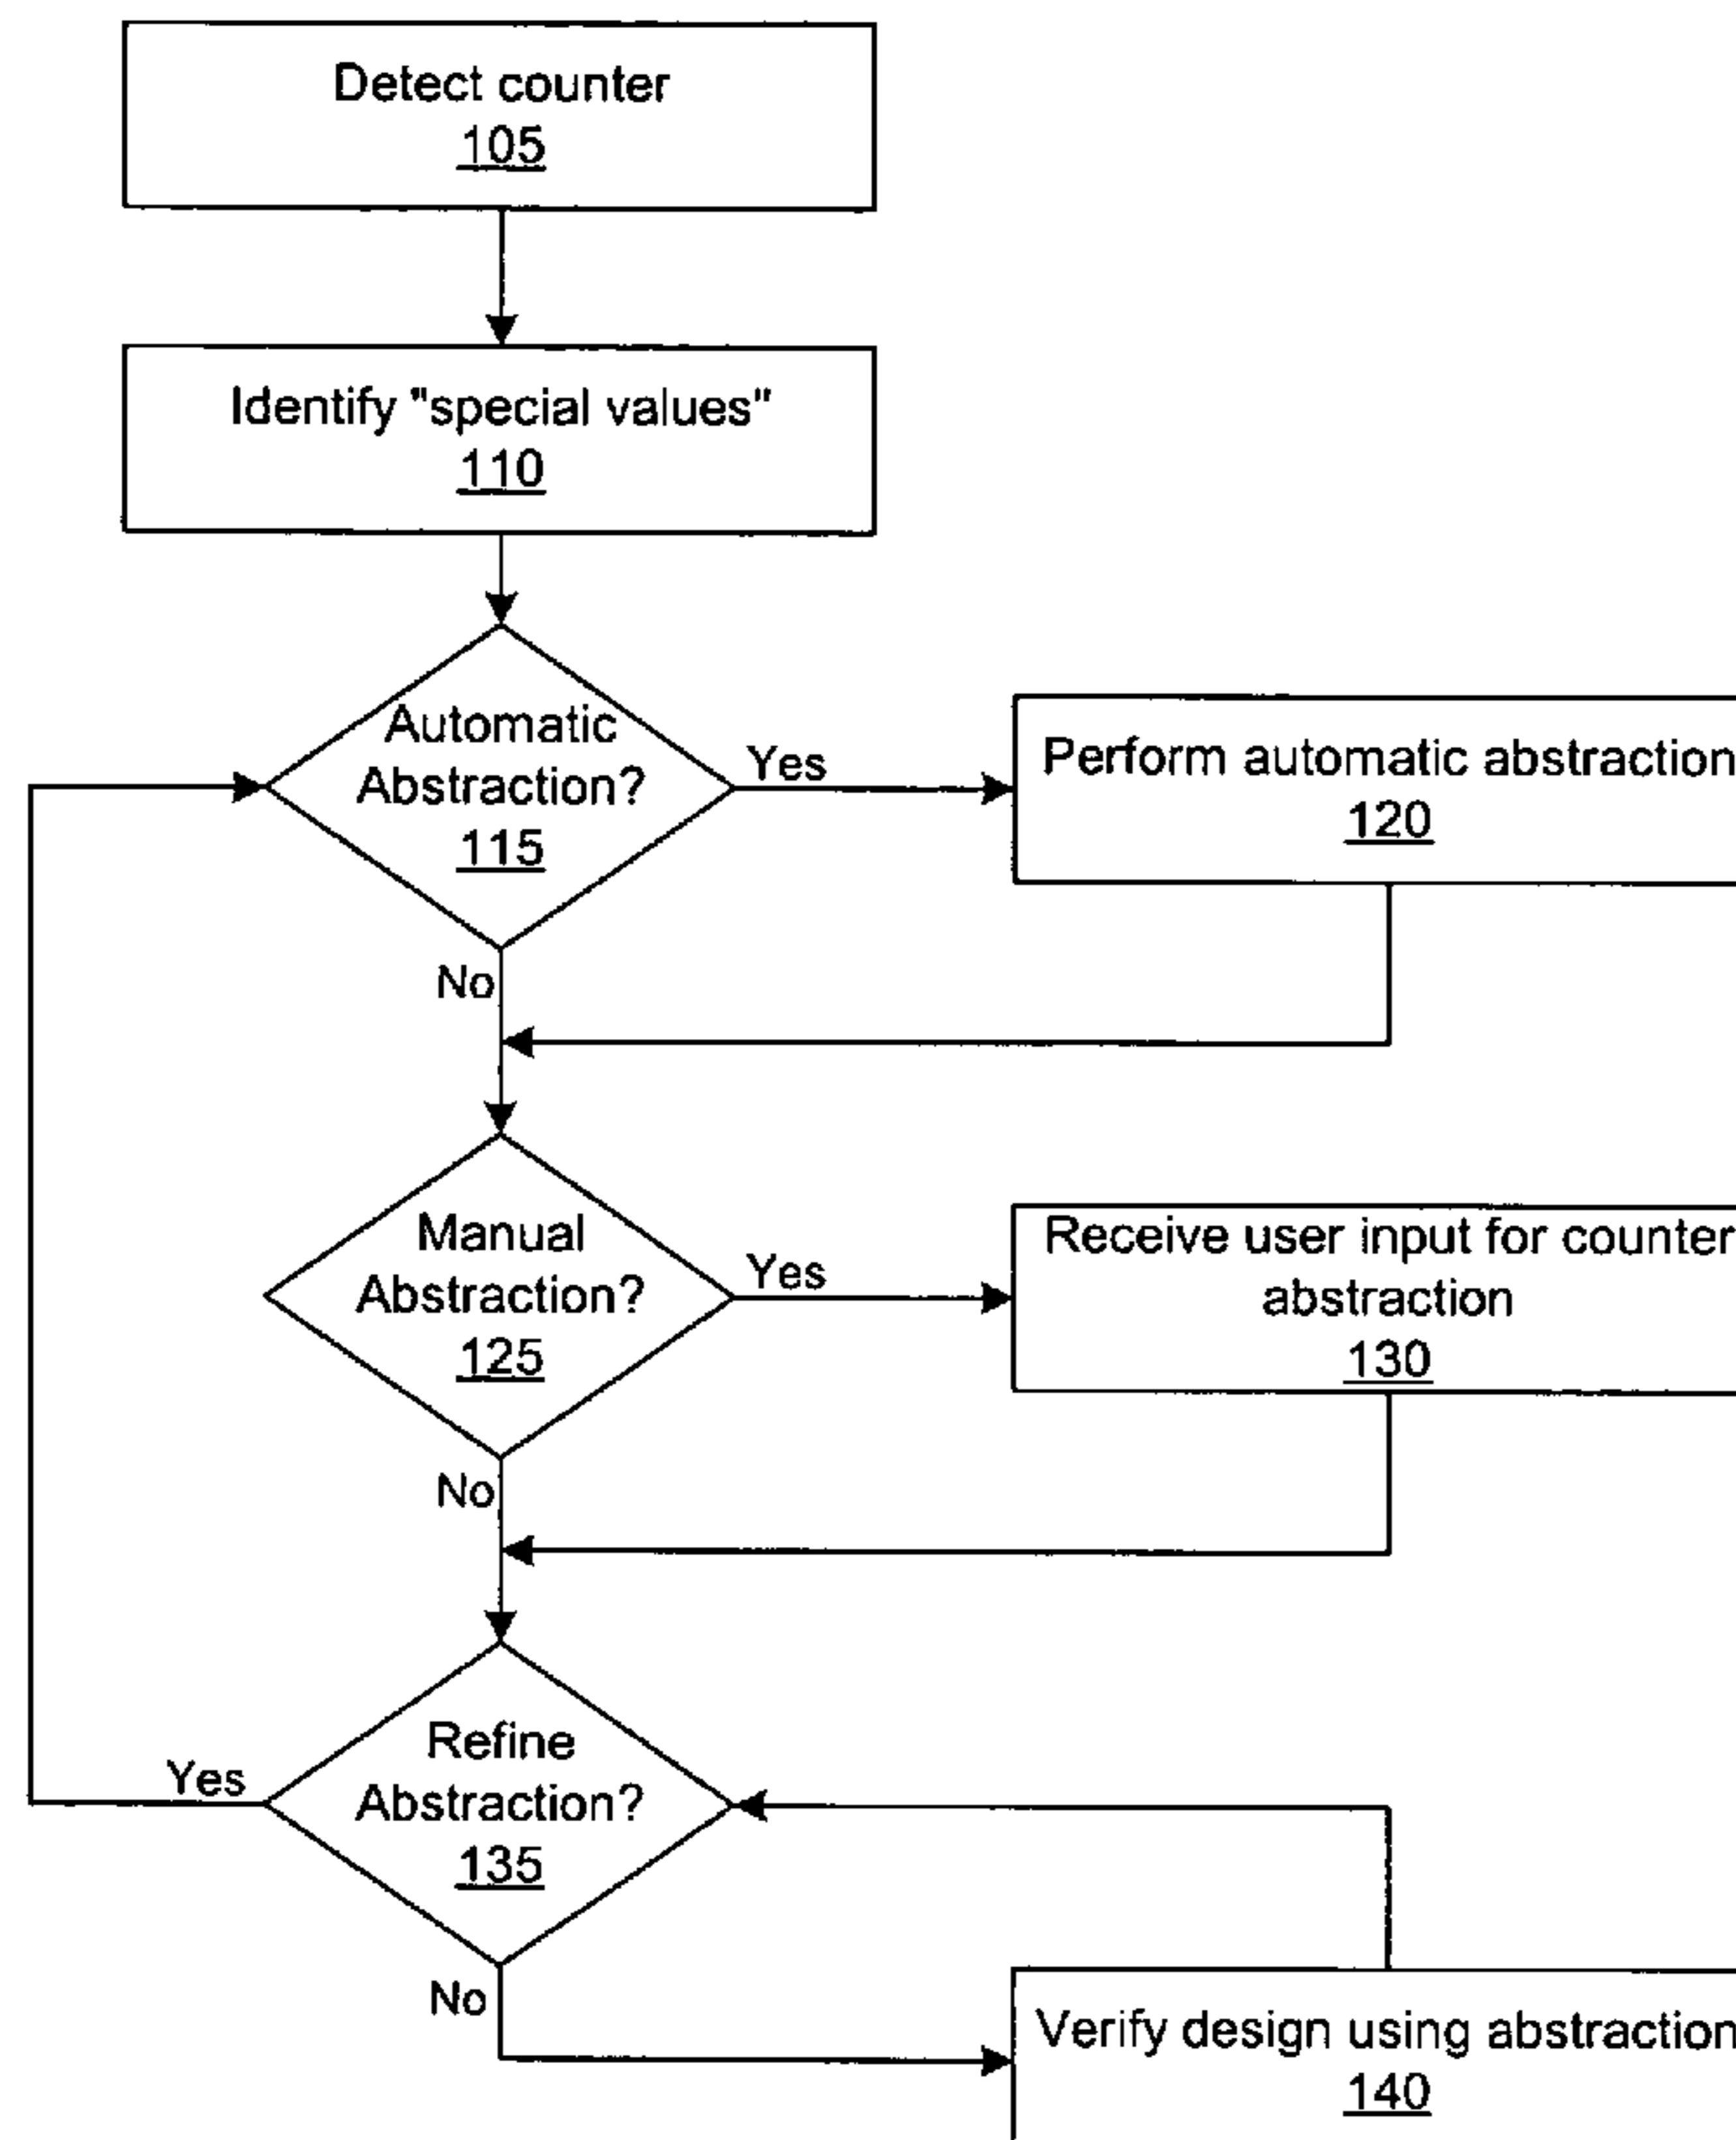 Detect counter
105
Identify "special values"
110
Automatic
Abstraction?
115
Yes
Perform automatic abstraction
120
No
Manual
Abstraction?
125
Yes
Receive user input for counter
abstraction
130
No
Refine
Abstraction?
135
Yes
No
Verify design using abstraction
140